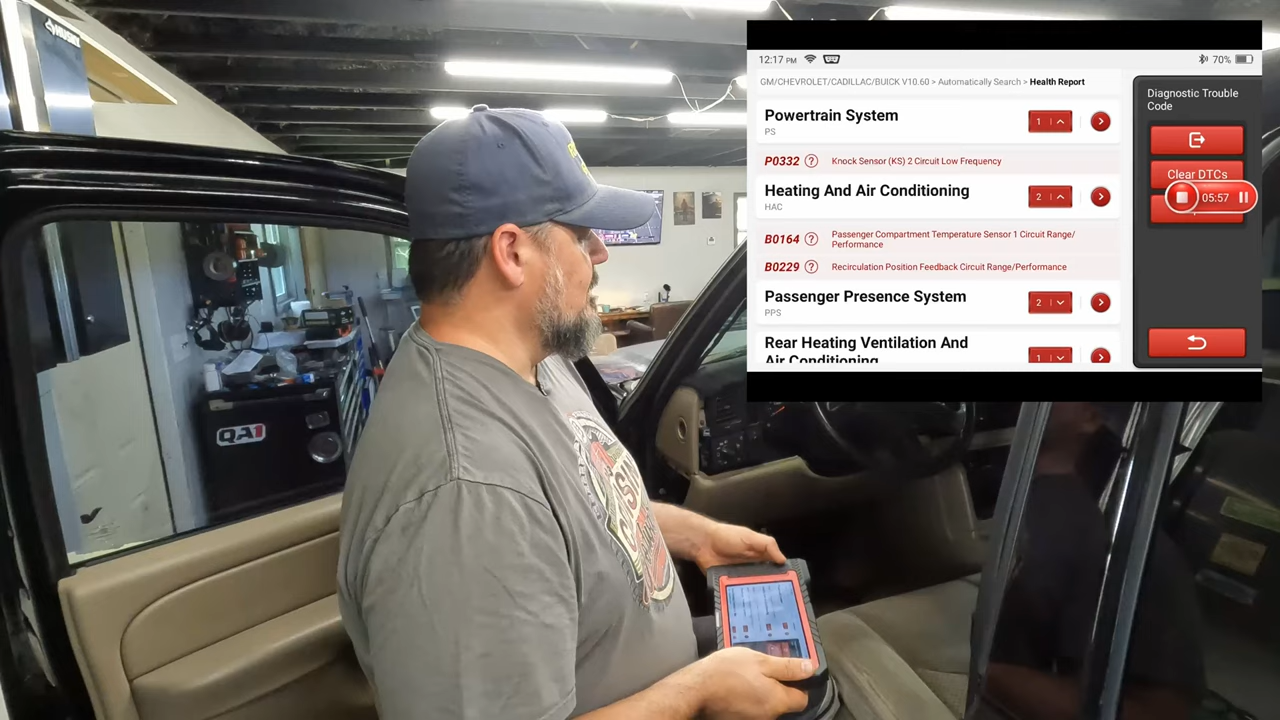 HUSKY
12:17 PM
70%
GM/CHEVROLET/CADILLAC/BUICK V10.60 > Automatically Search > Health Report
Diagnostic Trouble
Code
Powertrain System
1
PS
P0332 ? Knock Sensor (KS) 2 Circuit Low Frequency
Clear DTCs
05:57
Heating And Air Conditioning
2
HAC
B0164 ? Passenger Compartment Temperature Sensor 1 Circuit Range/
Performance
B0229 ? Recirculation Position Feedback Circuit Range/Performance
Passenger Presence System
2
PPS
Rear Heating Ventilation And
Air Conditioning
1
QA1